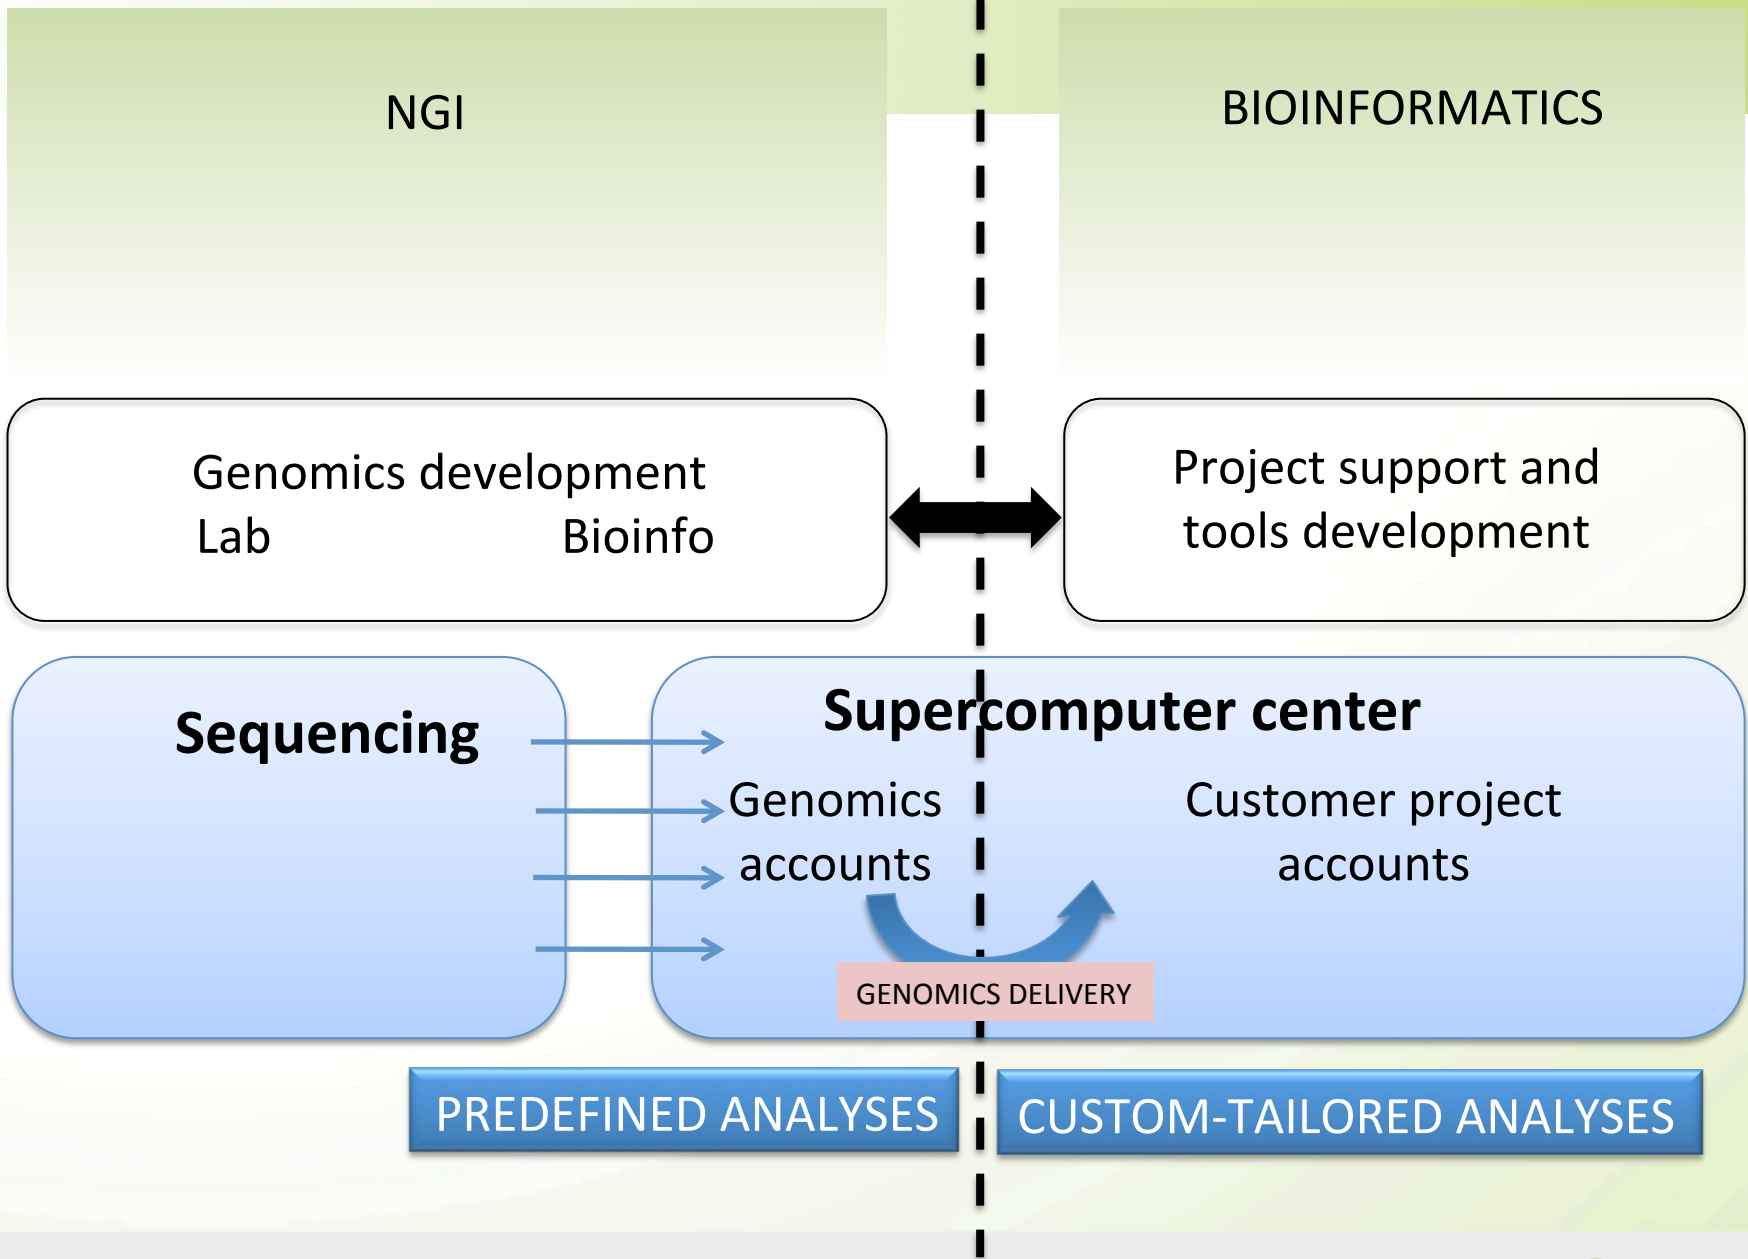 NGI
BIOINFORMATICS
Genomics development
Lab Bioinfo
Project support and
tools development
Sequencing
Supercomputer center
Genomics
accounts
Customer project
accounts
GENOMICS DELIVERY
PREDEFINED ANALYSES
CUSTOM-TAILORED ANALYSES